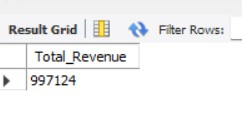 Result Grid Filter Rows:
Total_Revenue
997124